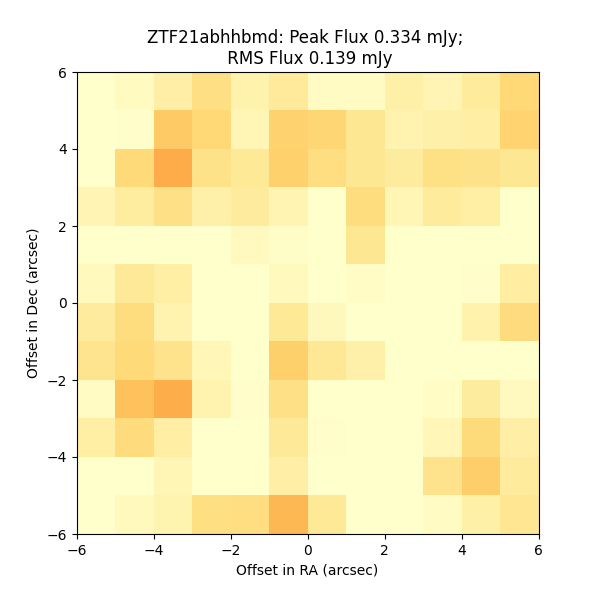 ZTF21abhhbmd: Peak Flux 0.334 mJy;
RMS Flux 0.139 mJy
6
4
2
0
−2
−4
−6
Offset in Dec (arcsec)
−6 −4 −2 0 2 4 6
Offset in RA (arcsec)